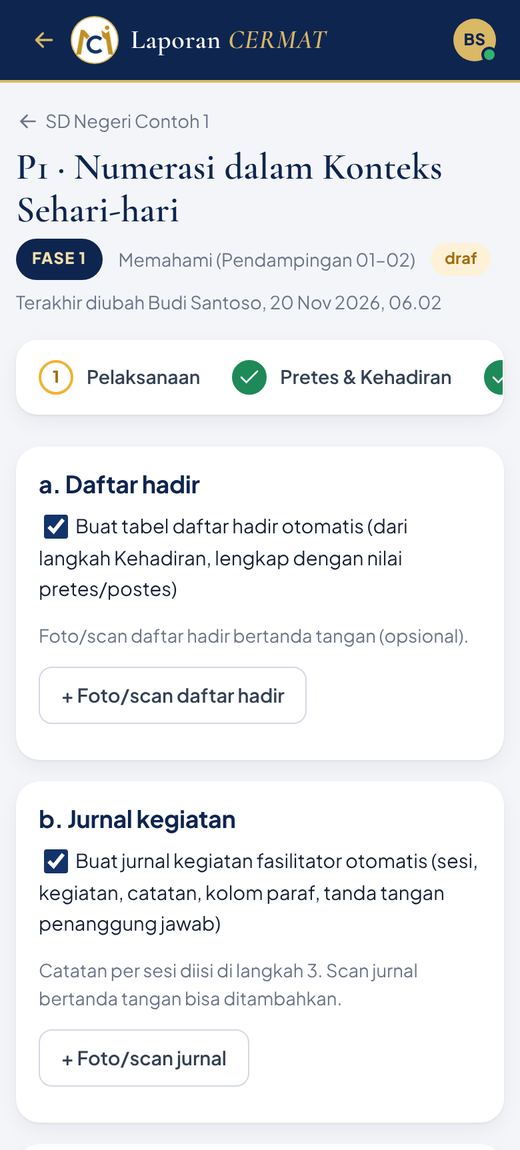 ← Laporan CERMAT BS
← SD Negeri Contoh 1
P1 · Numerasi dalam Konteks
Sehari-hari
FASE 1 Memahami (Pendampingan 01–02) draf
Terakhir diubah Budi Santoso, 20 Nov 2026, 06.02
1 Pelaksanaan Pretes & Kehadiran
a. Daftar hadir
Buat tabel daftar hadir otomatis (dari
langkah Kehadiran, lengkap dengan nilai
pretes/postes)
Foto/scan daftar hadir bertanda tangan (opsional).
+ Foto/scan daftar hadir
b. Jurnal kegiatan
Buat jurnal kegiatan fasilitator otomatis (sesi,
kegiatan, catatan, kolom paraf, tanda tangan
penanggung jawab)
Catatan per sesi diisi di langkah 3. Scan jurnal
bertanda tangan bisa ditambahkan.
+ Foto/scan jurnal